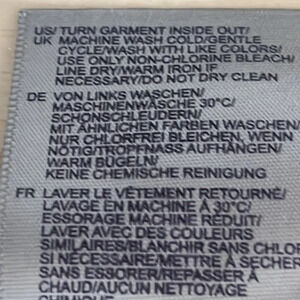 US/ TURN GARMENT INSIDE OUT/
UK MACHINE WASH COLD/GENTLE
CYCLE/WASH WITH LIKE COLORS/
USE ONLY NON-CHLORINE BLEACH/
LINE DRY/WARM IRON IF
NECESSARY/DO NOT DRY CLEAN
DE VON LINKS WASCHEN/
MASCHINENWÄSCHE 30°C/
SCHONSCHLEUDERN/
MIT ÄHNLICHEN FARBEN WASCHEN/
NUR CHLORFREI BLEICHEN, WENN
NÖTIG/TROPFNASS AUFHÄNGEN/
WARM BÜGELN/
KEINE CHEMISCHE REINIGUNG
FR LAVER LE VÊTEMENT RETOURNÉ/
LAVAGE EN MACHINE À 30°C/
ESSORAGE MACHINE RÉDUIT/
LAVER AVEC DES COULEURS
SIMILAIRES/BLANCHIR SANS CHLOR
SI NÉCESSAIRE/METTRE À SÉCHER
SANS ESSORER/REPASSER À
CHAUD/AUCUN NETTOYAGE
CHIMIQUE